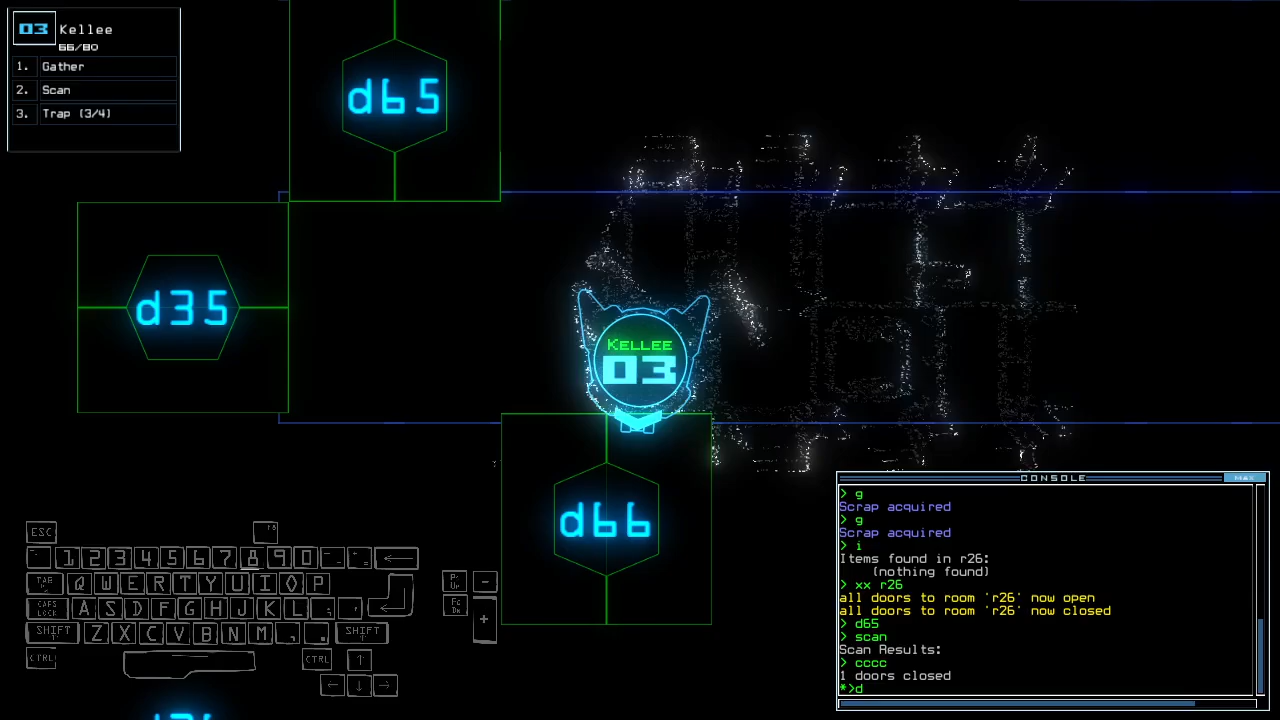 03 Kellee
66/80
1. Gather
2. Scan
3. Trap (3/4)
d65
d35
KELLEE
03
d66
CONSOLE
MAX
> g
Scrap acquired
> g
Scrap acquired
> i
Items found in r26:
(nothing found)
> xx r26
all doors to room 'r26' now open
all doors to room 'r26' now closed
> d65
> scan
Scan Results:
> cccc
1 doors closed
*>d
ESC
1 2 3 4 5 6 7 8 9 0
TAB Q W E R T Y U I O P
CAPS LOCK A S D F G H J K L
SHIFT Z X C V B N M , . SHIFT
CTRL CTRL